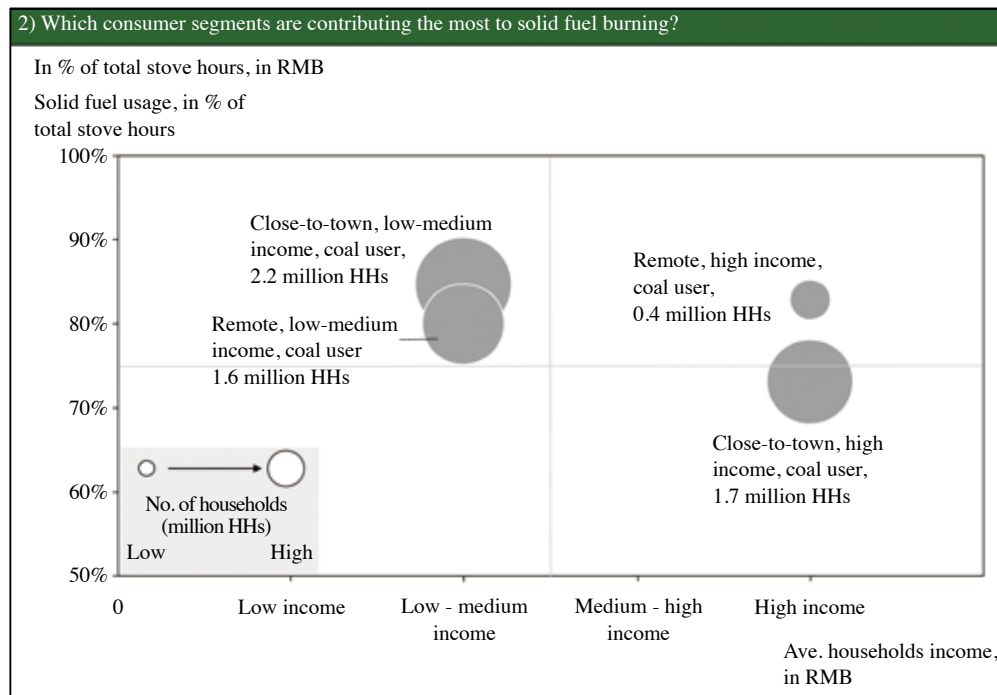 2) Which consumer segments are contributing the most to solid fuel burning?
In % of total stove hours, in RMB
Solid fuel usage, in % of
total stove hours
100%
90%
80%
70%
60%
50%
Close-to-town, low-medium
income, coal user,
2.2 million HHs
Remote, low-medium
income, coal user
1.6 million HHs
Remote, high income,
coal user,
0.4 million HHs
Close-to-town, high
income, coal user,
1.7 million HHs
No. of households
(million HHs)
Low
High
0
Low income
Low - medium
income
Medium - high
income
High income
Ave. households income,
in RMB